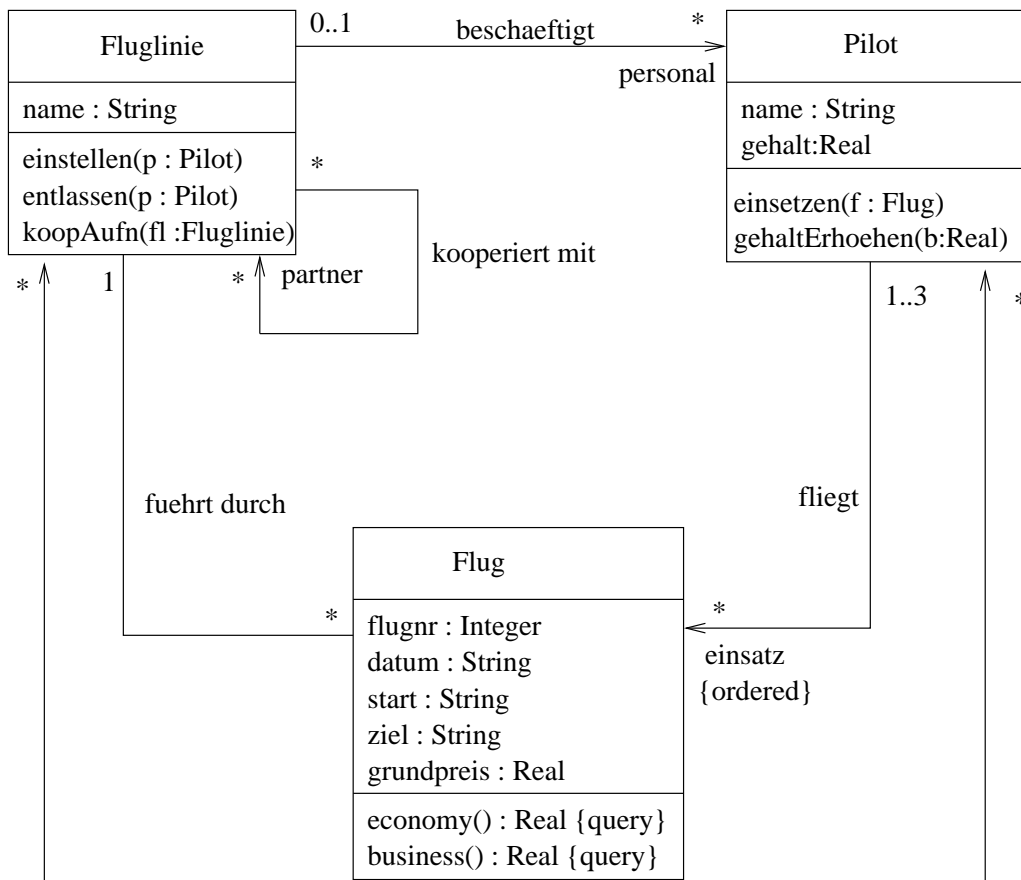 Fluglinie
name : String
einstellen(p : Pilot)
entlassen(p : Pilot)
koopAufn(fl :Fluglinie)
0..1
beschaeftigt
*
personal
Pilot
name : String
gehalt:Real
einsetzen(f : Flug)
gehaltErhoehen(b:Real)
*
kooperiert mit
* partner
*
1
1..3
*
fuehrt durch
fliegt
Flug
flugnr : Integer
datum : String
start : String
ziel : String
grundpreis : Real
economy() : Real {query}
business() : Real {query}
*
*
einsatz
{ordered}